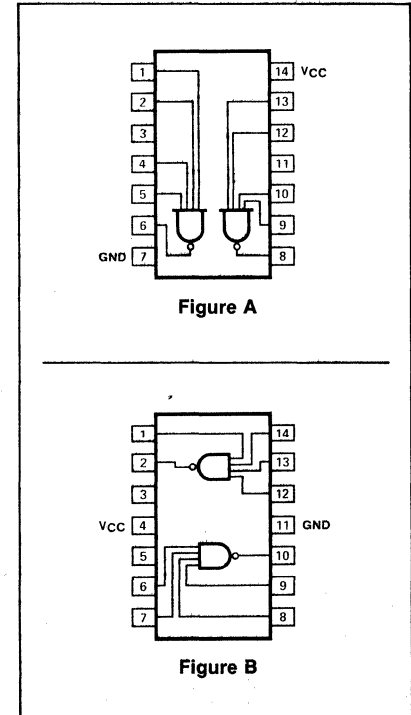 1 14 VCC
2 13
3 12
4 11
5 10
6 9
GND 7 8
Figure A
1 14
2 13
3 12
VCC 4 11 GND
5 10
6 9
7 8
Figure B